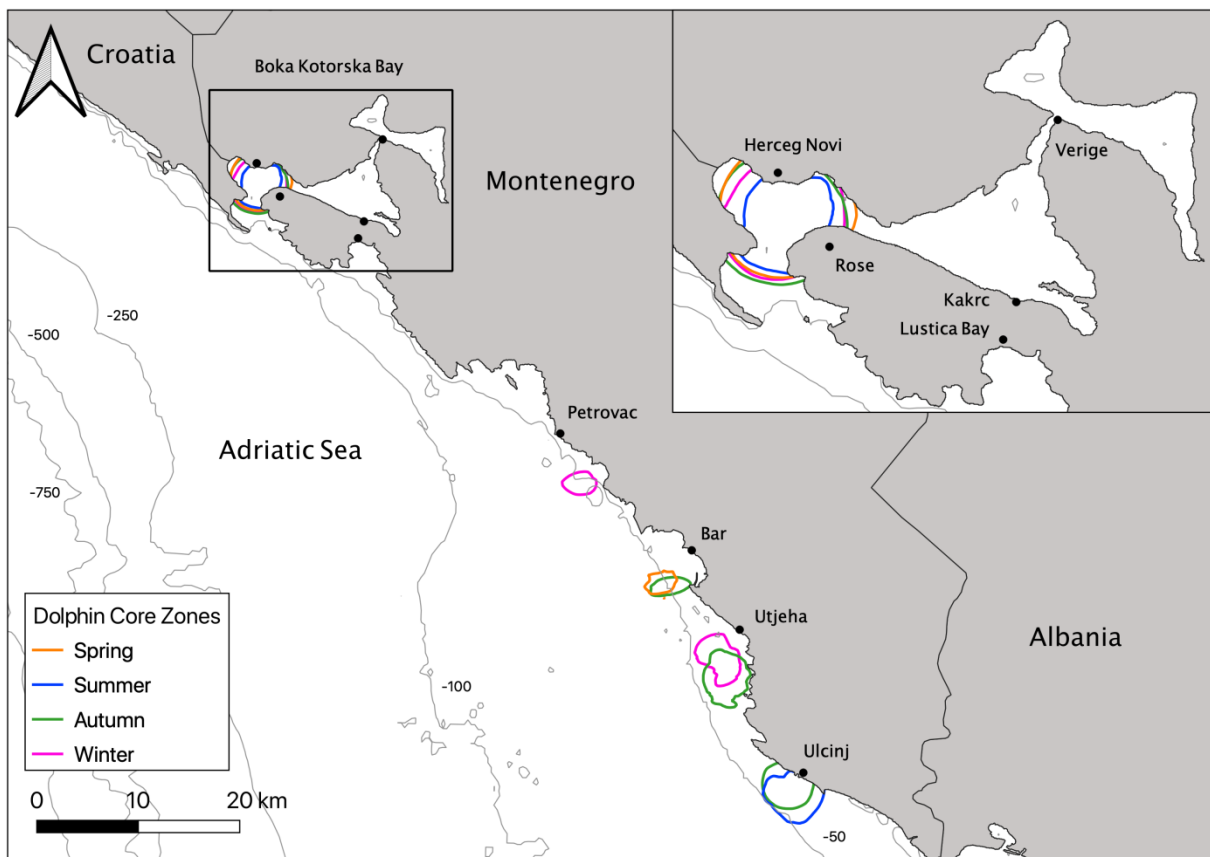 Croatia
Boka Kotorska Bay
Montenegro
Herceg Novi
Verige
Rose
Kakrc
Lustica Bay
-250
-500
Petrovac
Adriatic Sea
-750
Bar
Dolphin Core Zones
Spring
Summer
Autumn
Winter
Utjeha
Albania
-100
Ulcinj
0 10 20 km
-50